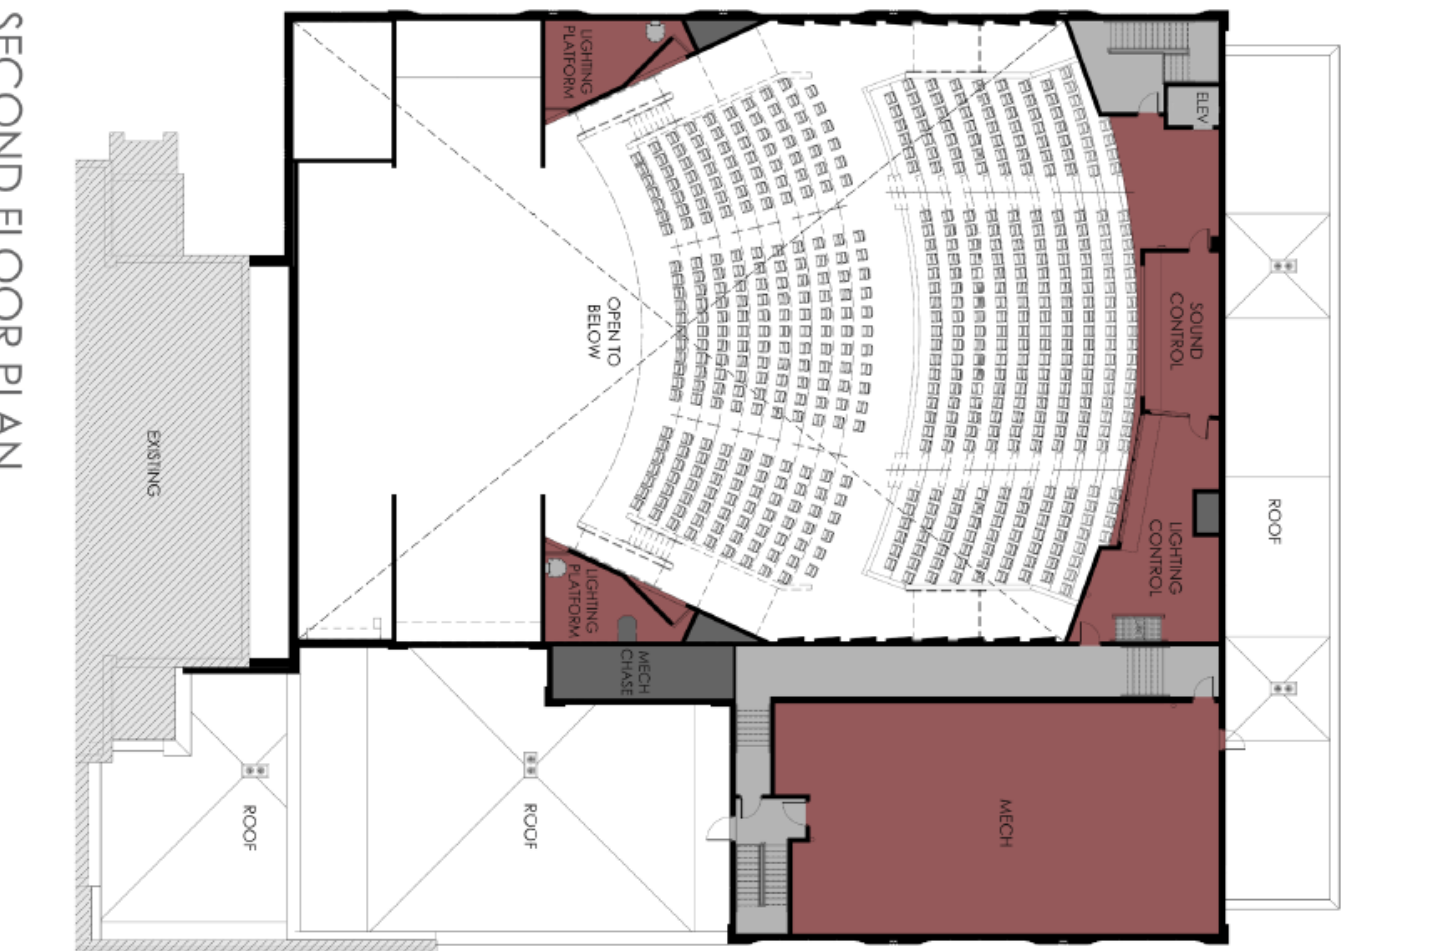 SECOND FLOOR PLAN
LIGHTING
PLATFORM
ELEV
OPEN TO
BELOW
SOUND
CONTROL
EXISTING
ROOF
LIGHTING
CONTROL
LIGHTING
PLATFORM
MECH
CHASE
ROOF
ROOF
MECH